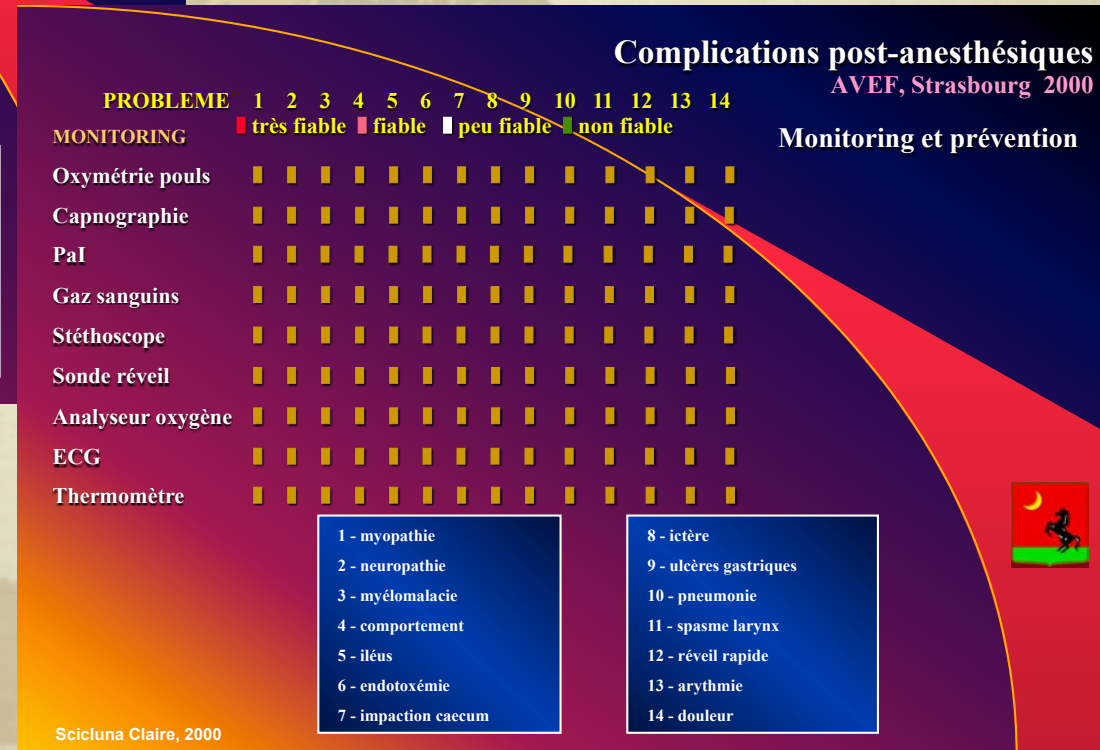 Complications post-anesthésiques
AVEF, Strasbourg 2000
Monitoring et prévention
PROBLEME 1 2 3 4 5 6 7 8 9 10 11 12 13 14
très fiable fiable peu fiable non fiable
MONITORING
Oxymétrie pouls
Capnographie
PaI
Gaz sanguins
Stéthoscope
Sonde réveil
Analyseur oxygène
ECG
Thermomètre
1 - myopathie
2 - neuropathie
3 - myélomalacie
4 - comportement
5 - iléus
6 - endotoxémie
7 - impaction caecum
8 - ictère
9 - ulcères gastriques
10 - pneumonie
11 - spasme larynx
12 - réveil rapide
13 - arythmie
14 - douleur
Scicluna Claire, 2000